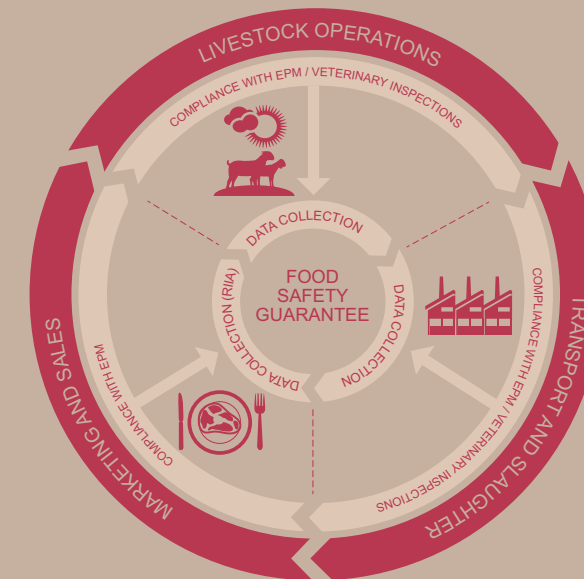 LIVESTOCK OPERATIONS
COMPLIANCE WITH EPM / VETERINARY INSPECTIONS
DATA COLLECTION
TRANSPORT AND SLAUGHTER
COMPLIANCE WITH EPM / VETERINARY INSPECTIONS
DATA COLLECTION
MARKETING AND SALES
COMPLIANCE WITH EPM
DATA COLLECTION (RIIA)
FOOD
SAFETY
GUARANTEE